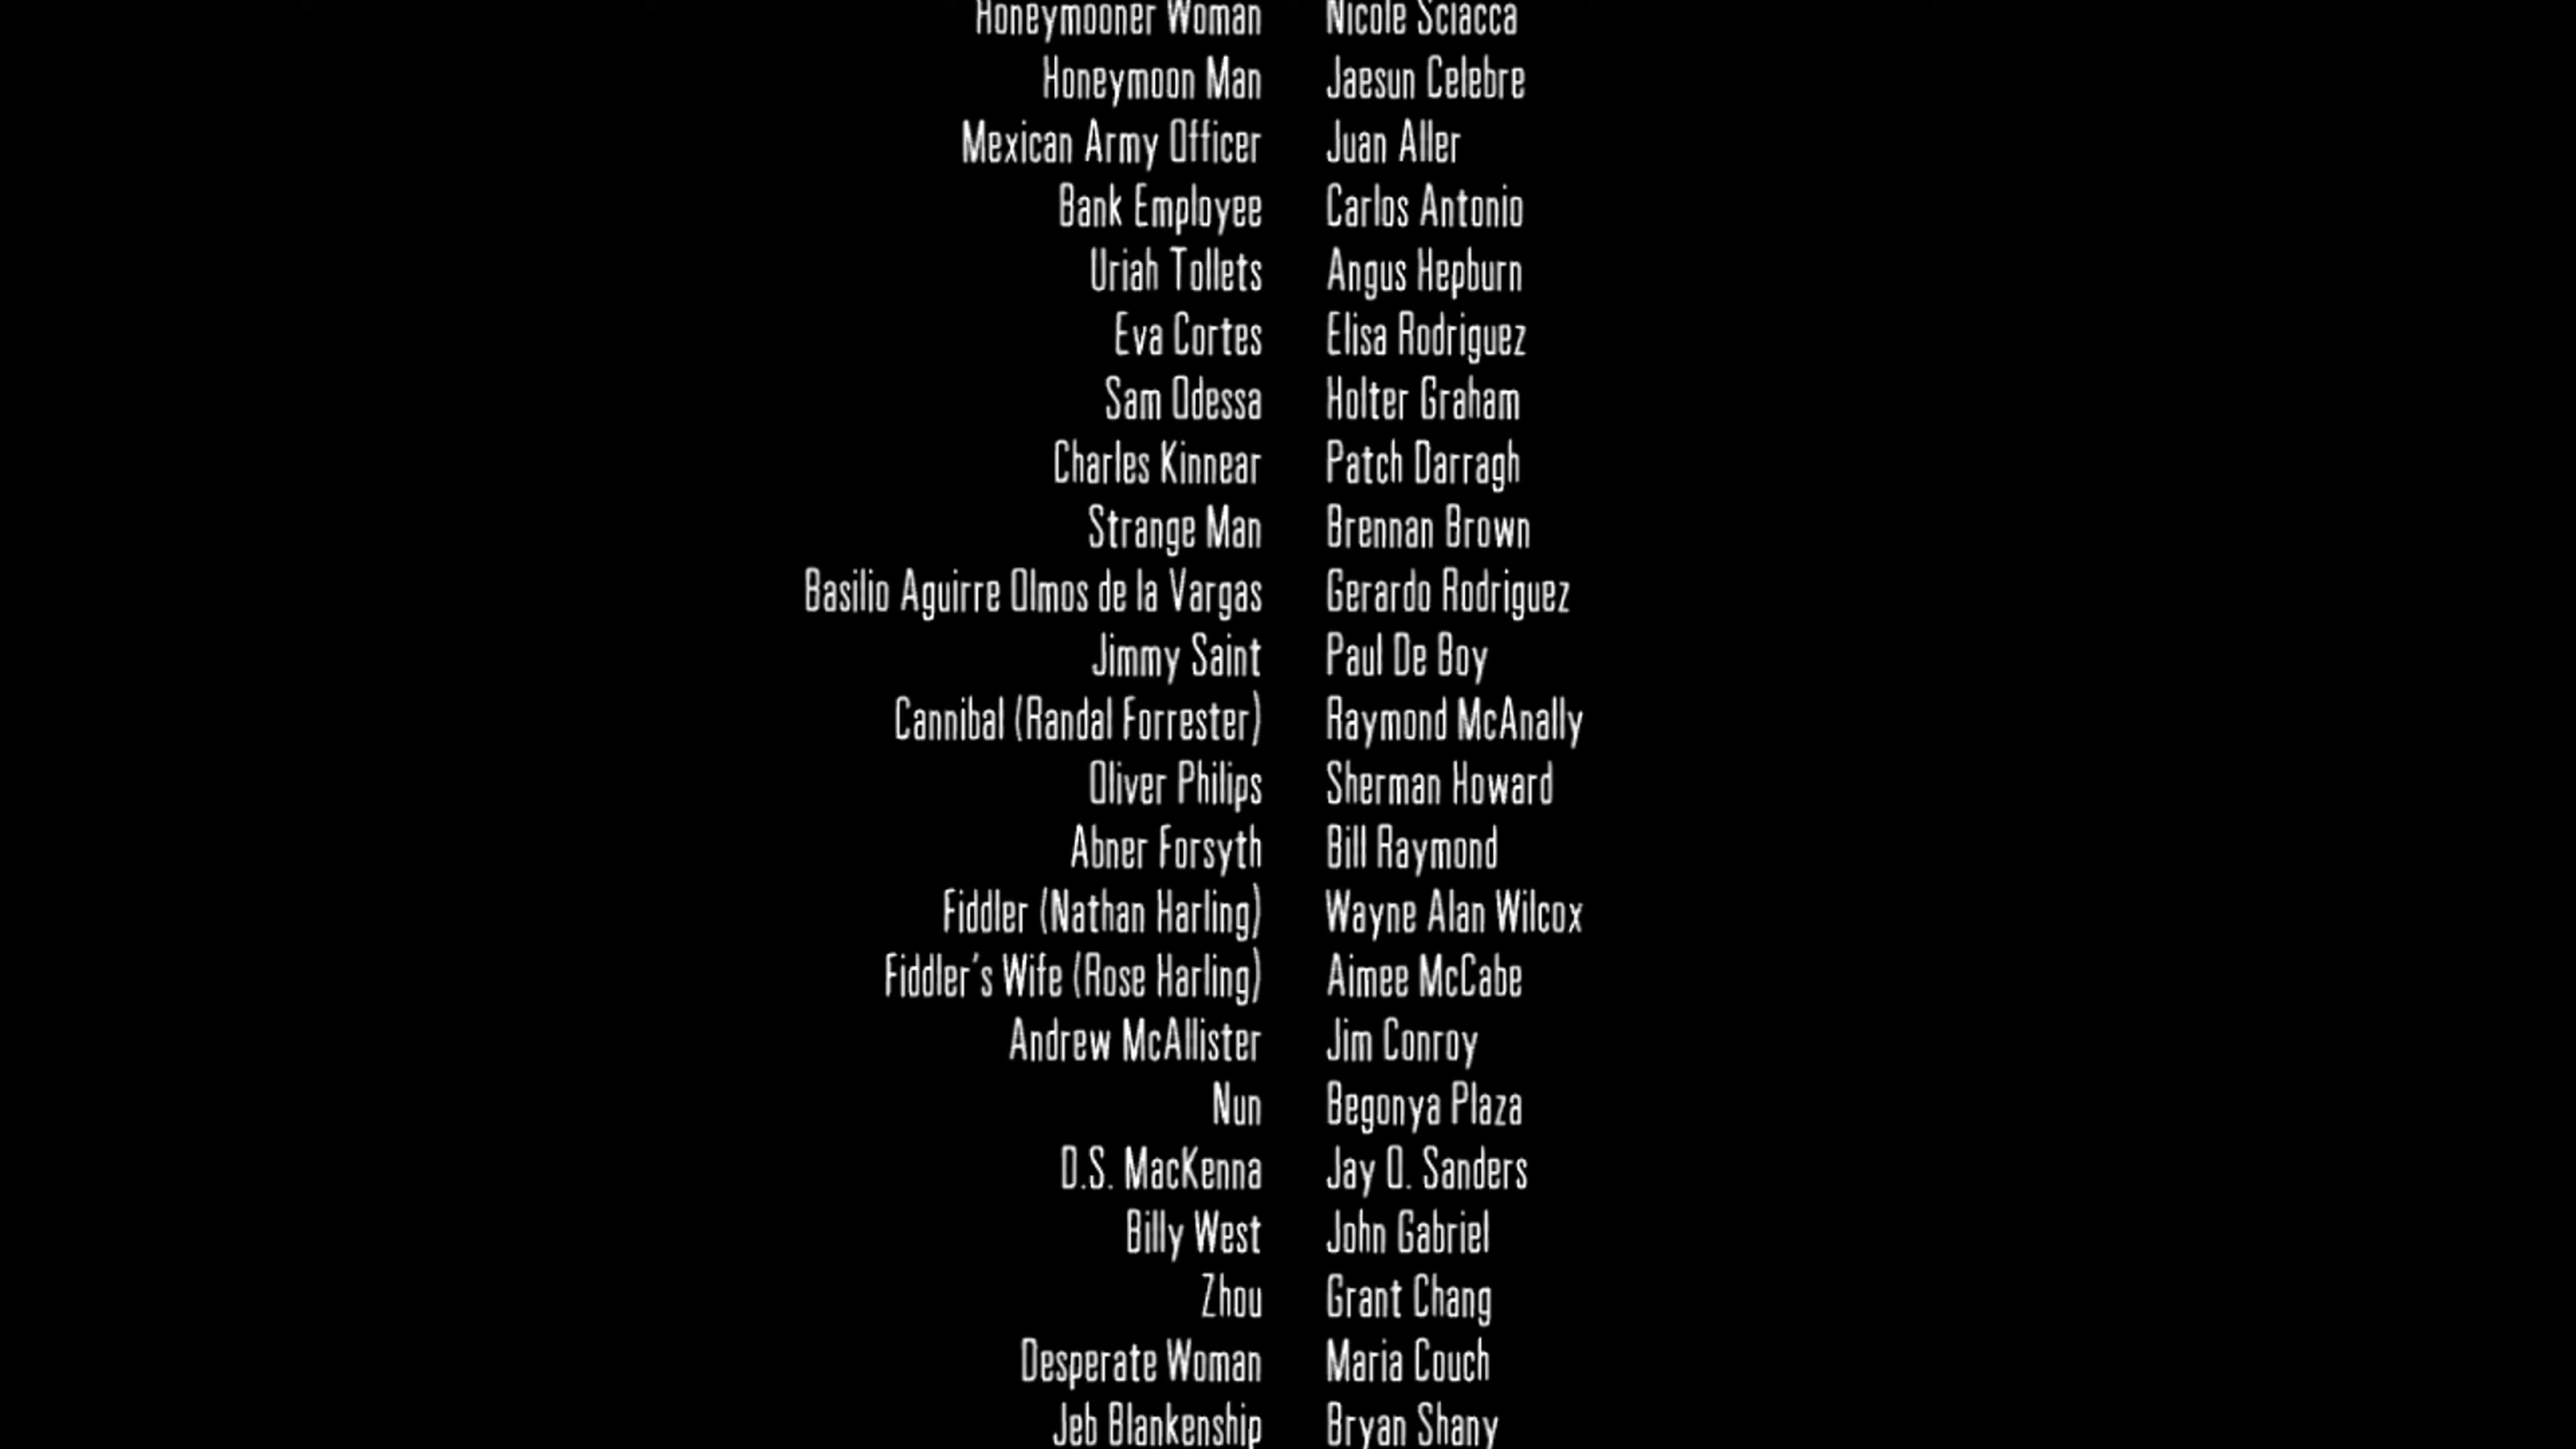 Honeymooner Woman Nicole Sciacca
Honeymoon Man Jaesun Celebre
Mexican Army Officer Juan Aller
Bank Employee Carlos Antonio
Uriah Tollets Angus Hepburn
Eva Cortes Elisa Rodriguez
Sam Odessa Holter Graham
Charles Kinnear Patch Darragh
Strange Man Brennan Brown
Basilio Aguirre Olmos de la Vargas Gerardo Rodriguez
Jimmy Saint Paul De Boy
Cannibal (Randal Forrester) Raymond McAnally
Oliver Philips Sherman Howard
Abner Forsyth Bill Raymond
Fiddler (Nathan Harling) Wayne Alan Wilcox
Fiddler's Wife (Rose Harling) Aimee McCabe
Andrew McAllister Jim Conroy
Nun Begonya Plaza
D.S. MacKenna Jay O. Sanders
Billy West John Gabriel
Zhou Grant Chang
Desperate Woman Maria Couch
Jeb Blankenship Bryan Shany